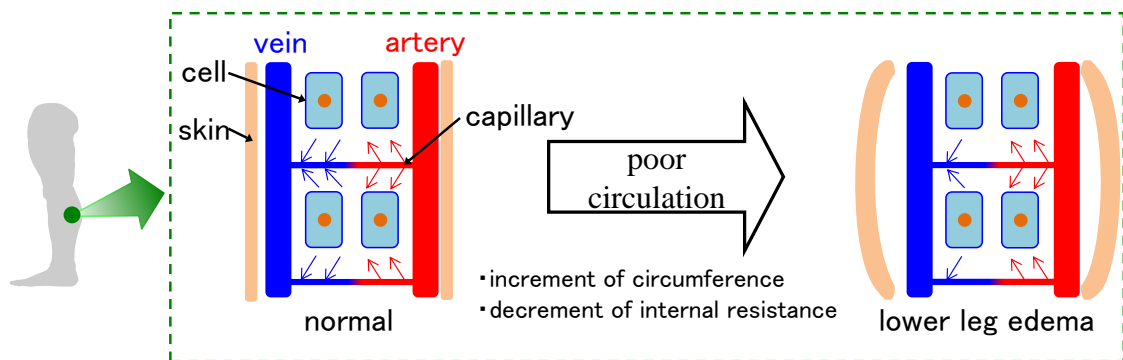 vein
artery
cell
skin
capillary
poor
circulation
・increment of circumference
・decrement of internal resistance
normal
lower leg edema